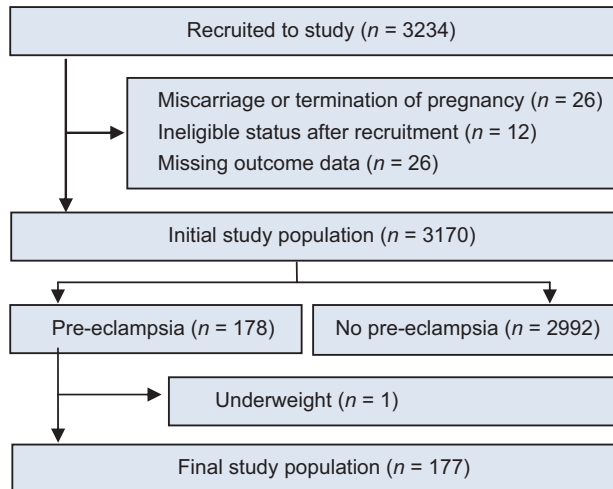 Recruited to study (n = 3234)
Miscarriage or termination of pregnancy (n = 26)
Ineligible status after recruitment (n = 12)
Missing outcome data (n = 26)
Initial study population (n = 3170)
Pre-eclampsia (n = 178)
No pre-eclampsia (n = 2992)
Underweight (n = 1)
Final study population (n = 177)